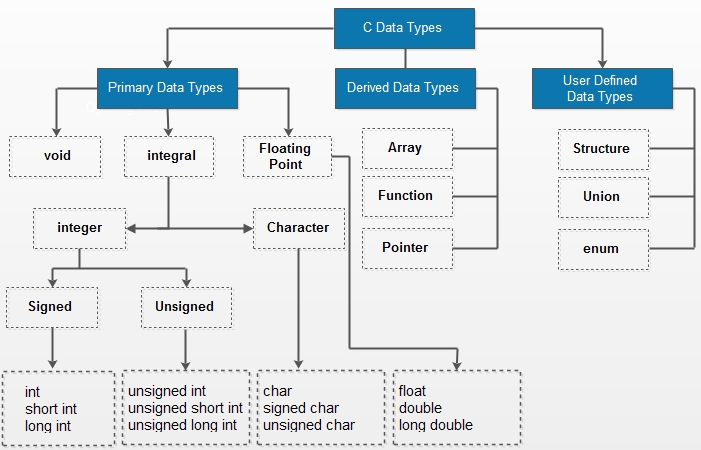 C Data Types
Primary Data Types
Derived Data Types
User Defined
Data Types
void
integral
Floating
Point
Array
Structure
Function
Union
integer
Character
Pointer
enum
Signed
Unsigned
int
short int
long int
unsigned int
unsigned short int
unsigned long int
char
signed char
unsigned char
float
double
long double